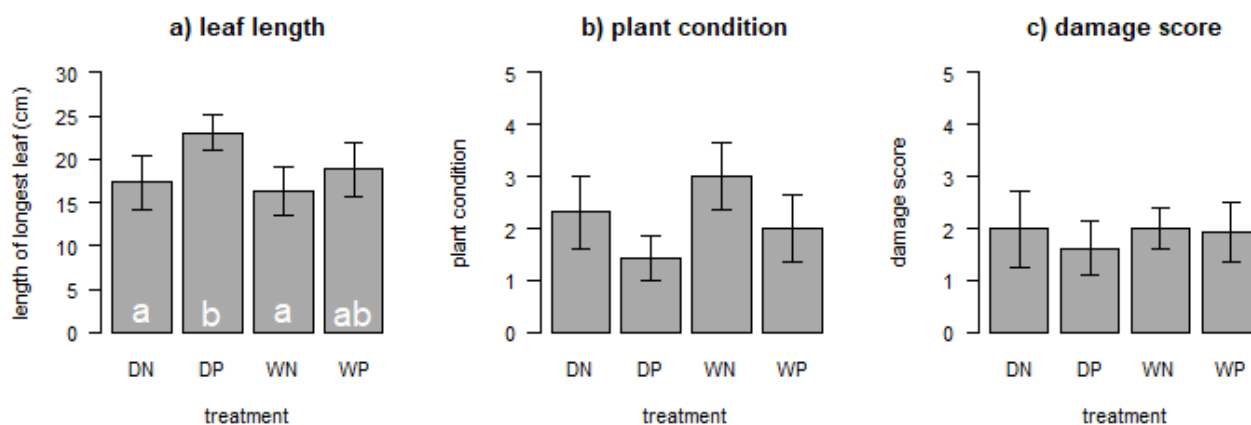 a) leaf length
length of longest leaf (cm)
30
25
20
15
10
5
0
a
b
a
ab
DN
DP
WN
WP
treatment
b) plant condition
plant condition
5
4
3
2
1
0
DN
DP
WN
WP
treatment
c) damage score
damage score
5
4
3
2
1
0
DN
DP
WN
WP
treatment